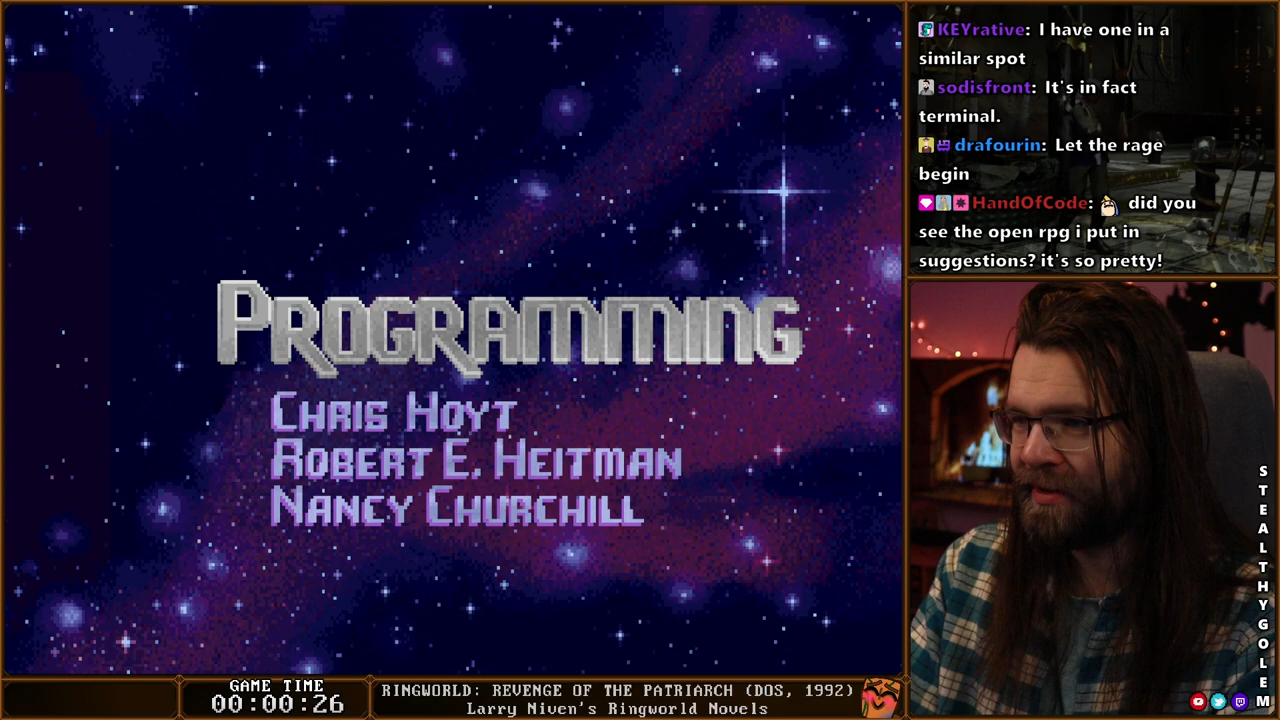 PROGRAMMING
CHRIS HOYT
ROBERT E. HEITMAN
NANCY CHURCHILL
KEYrative: I have one in a
similar spot
sodisfront: It's in fact
terminal.
drafourin: Let the rage
begin
HandOfCode: did you
see the open rpg i put in
suggestions? it's so pretty!
STEALTHYGOLEM
GAME TIME
00:00:26
RINGWORLD: REVENGE OF THE PATRIARCH (DOS, 1992)
Larry Niven's Ringworld Novels